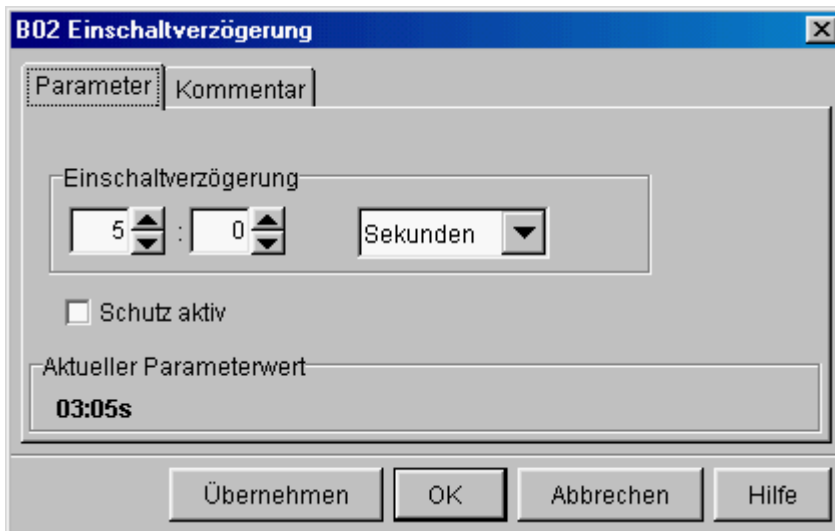 B02 Einschaltverzögerung
Parameter Kommentar
Einschaltverzögerung
5 : 0 Sekunden
Schutz aktiv
Aktueller Parameterwert
03:05s
Übernehmen OK Abbrechen Hilfe